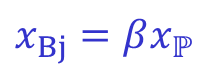 x_Bj = βx_ℙ